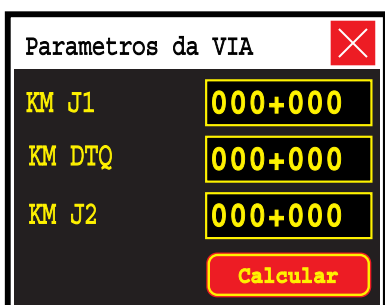 Parametros da VIA
KM J1 000+000
KM DTQ 000+000
KM J2 000+000
Calcular